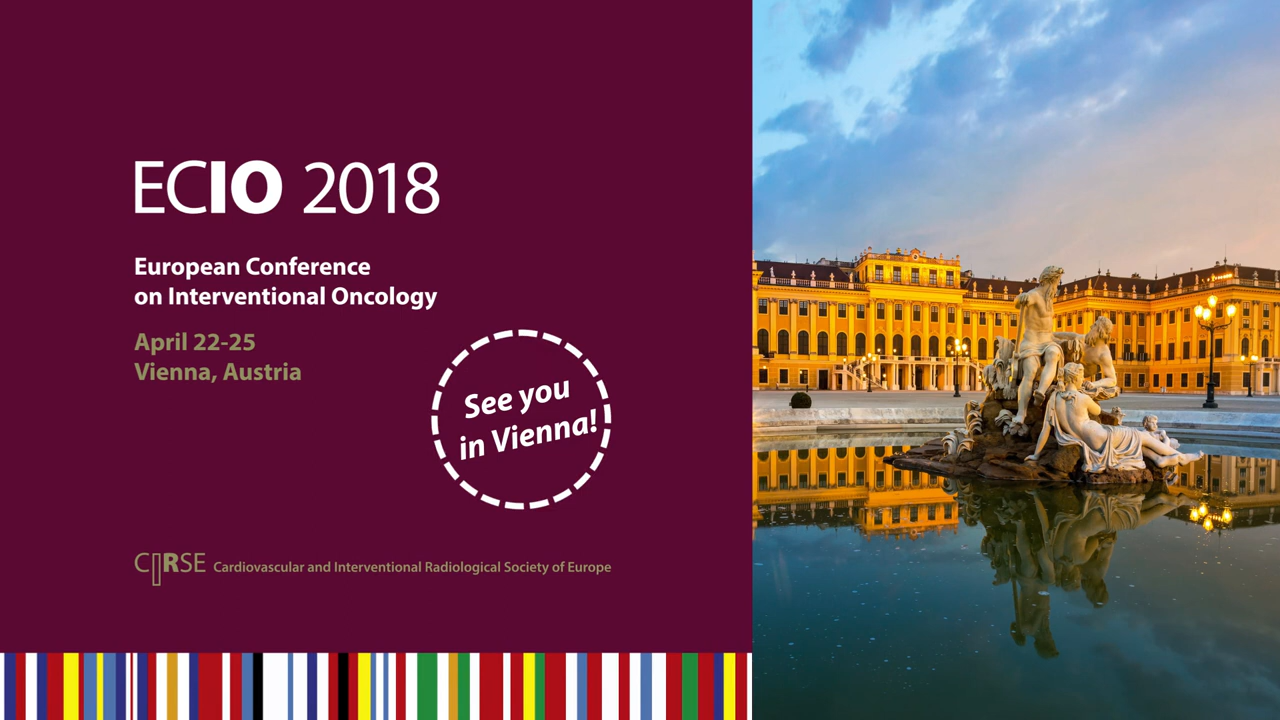 ECIO 2018
European Conference
on Interventional Oncology
April 22-25
Vienna, Austria
See you
in Vienna!
CIRSE Cardiovascular and Interventional Radiological Society of Europe